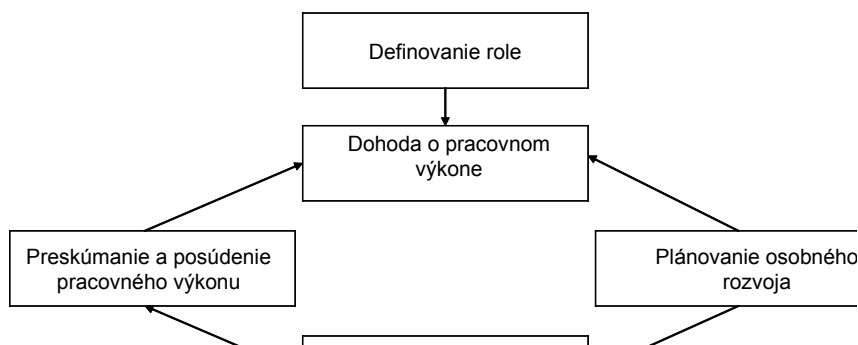 Definovanie role
Dohoda o pracovnom
výkone
Preskúmanie a posúdenie
pracovného výkonu
Plánovanie osobného
rozvoja